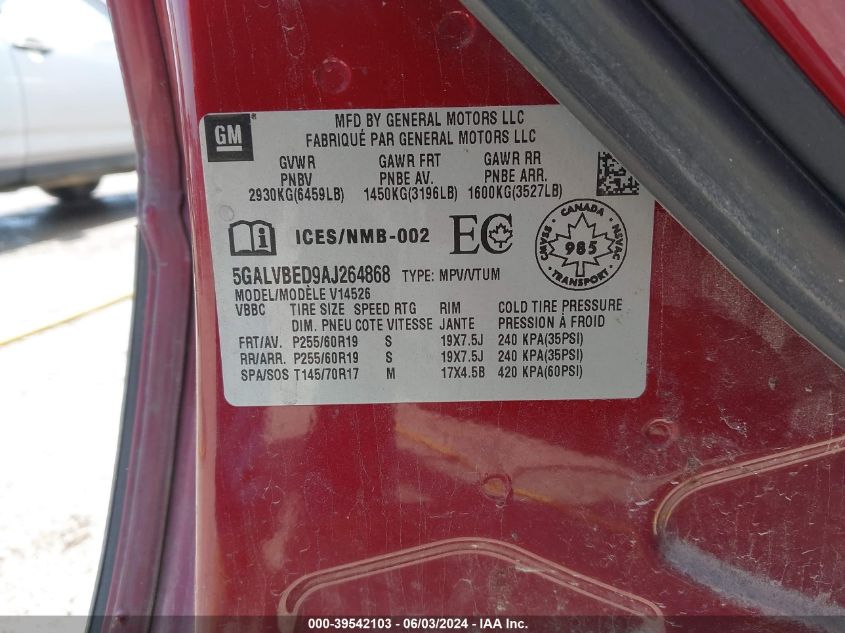 GM
MFD BY GENERAL MOTORS LLC
FABRIQUÉ PAR GENERAL MOTORS LLC
GVWR GAWR FRT GAWR RR
PNBV PNBE AV. PNBE ARR.
2930KG(6459LB) 1450KG(3196LB) 1600KG(3527LB)
ICES/NMB-002 EC
CANADA
SVAC NSVAC
985
TRANSPORT
5GALVBED9AJ264868 TYPE: MPV/VTUM
MODEL/MODÈLE V14526
VBBC TIRE SIZE SPEED RTG RIM COLD TIRE PRESSURE
DIM. PNEU COTE VITESSE JANTE PRESSION À FROID
FRT/AV. P255/60R19 S 19X7.5J 240 KPA(35PSI)
RR/ARR. P255/60R19 S 19X7.5J 240 KPA(35PSI)
SPA/SOS T145/70R17 M 17X4.5B 420 KPA(60PSI)
000-39542103 - 06/03/2024 - IAA Inc.